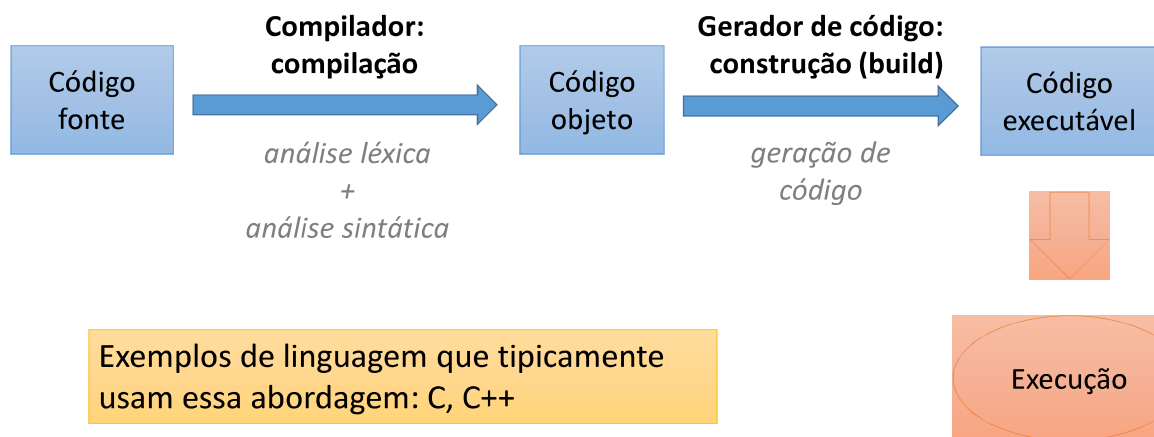 Código
fonte
Compilador:
compilação
análise léxica
+
análise sintática
Código
objeto
Gerador de código:
construção (build)
geração de
código
Código
executável
Exemplos de linguagem que tipicamente
usam essa abordagem: C, C++
Execução